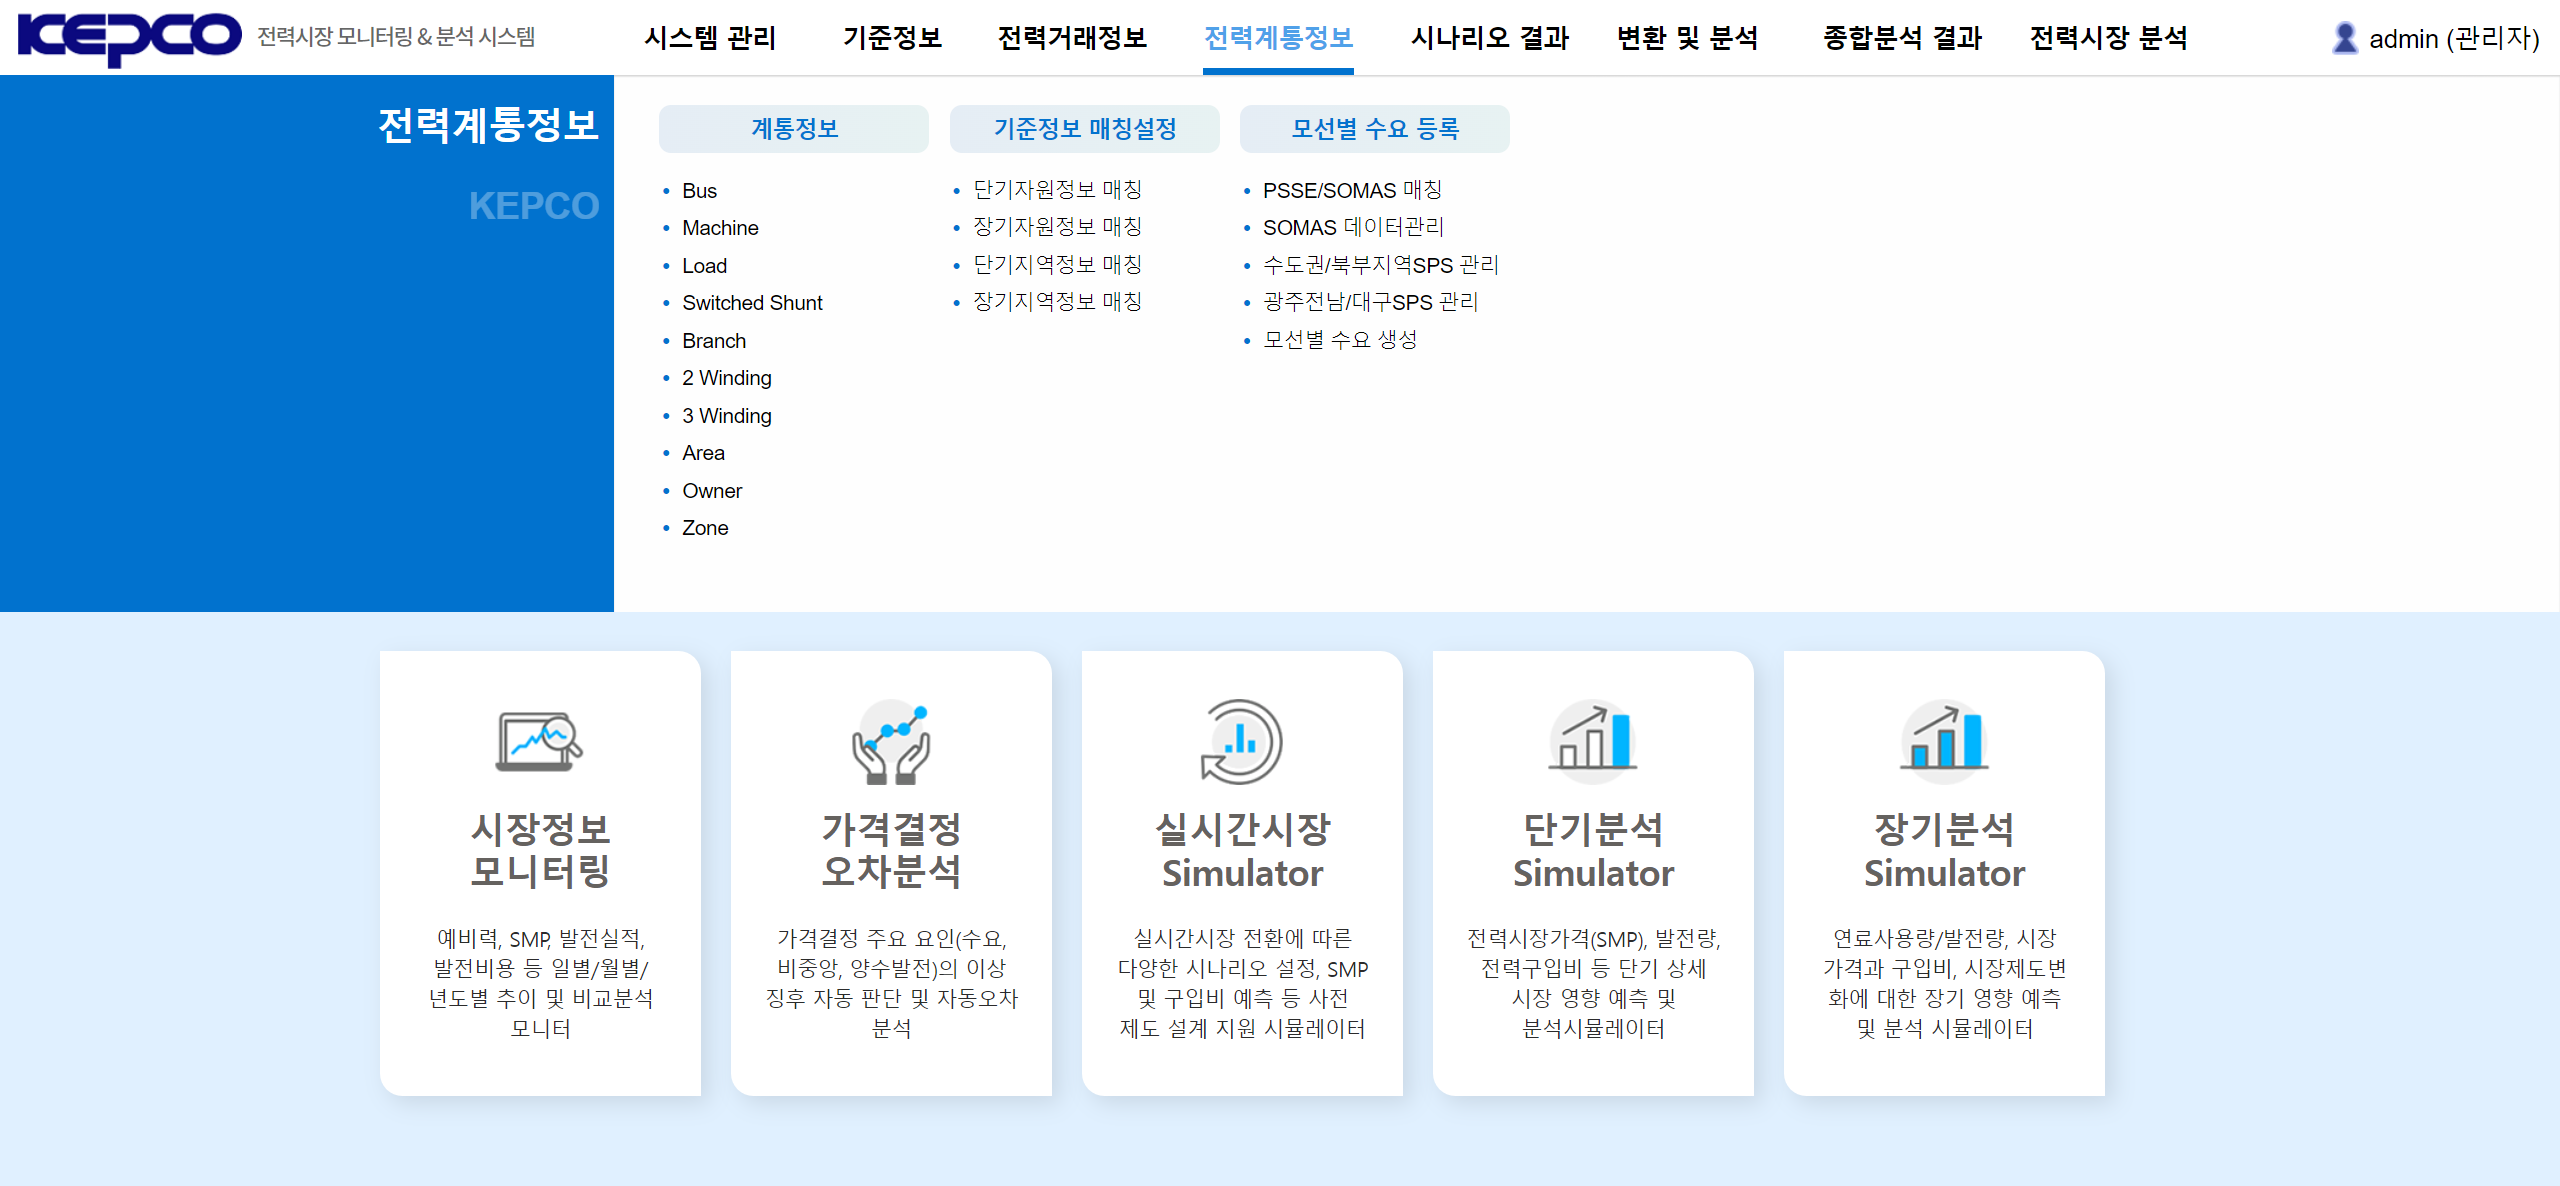 KEPCO 전력시장 모니터링 & 분석 시스템
시스템 관리 기준정보 전력거래정보 전력계통정보 시나리오 결과 변환 및 분석 종합분석 결과 전력시장 분석
admin (관리자)
전력계통정보
KEPCO
계통정보
Bus
Machine
Load
Switched Shunt
Branch
2 Winding
3 Winding
Area
Owner
Zone
기준정보 매칭설정
단기자원정보 매칭
장기자원정보 매칭
단기지역정보 매칭
장기지역정보 매칭
모선별 수요 등록
PSSE/SOMAS 매칭
SOMAS 데이터관리
수도권/북부지역SPS 관리
광주전남/대구SPS 관리
모선별 수요 생성
시장정보
모니터링
예비력, SMP, 발전실적,
발전비용 등 일별/월별/
년도별 추이 및 비교분석
모니터
가격결정
오차분석
가격결정 주요 요인(수요,
비중앙, 양수발전)의 이상
징후 자동 판단 및 자동오차
분석
실시간시장
Simulator
실시간시장 전환에 따른
다양한 시나리오 설정, SMP
및 구입비 예측 등 사전
제도 설계 지원 시뮬레이터
단기분석
Simulator
전력시장가격(SMP), 발전량,
전력구입비 등 단기 상세
시장 영향 예측 및
분석시뮬레이터
장기분석
Simulator
연료사용량/발전량, 시장
가격과 구입비, 시장제도변
화에 대한 장기 영향 예측
및 분석 시뮬레이터